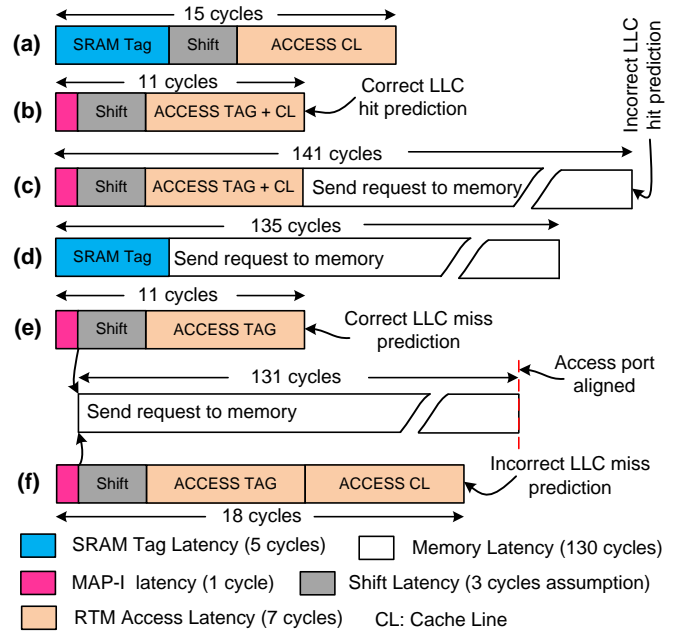 15 cycles
(a) SRAM Tag Shift ACCESS CL
11 cycles
(b) Shift ACCESS TAG + CL
Correct LLC
hit prediction
Incorrect LLC
hit prediction
141 cycles
(c) Shift ACCESS TAG + CL Send request to memory
135 cycles
(d) SRAM Tag Send request to memory
11 cycles
(e) Shift ACCESS TAG
Correct LLC miss
prediction
131 cycles
Access port
aligned
Send request to memory
(f) Shift ACCESS TAG ACCESS CL
Incorrect LLC miss
prediction
18 cycles
SRAM Tag Latency (5 cycles) Memory Latency (130 cycles)
MAP-I latency (1 cycle) Shift Latency (3 cycles assumption)
RTM Access Latency (7 cycles) CL: Cache Line